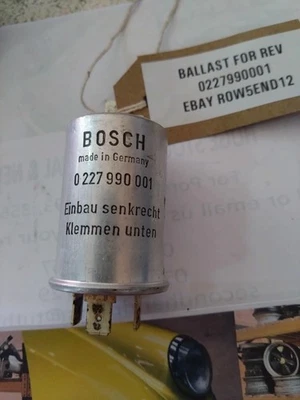 BALLAST FOR REV
0227990001
EBAY ROW5END12
BOSCH
made in Germany
0 227 990 001
Einbau senkrecht
Klemmen unten